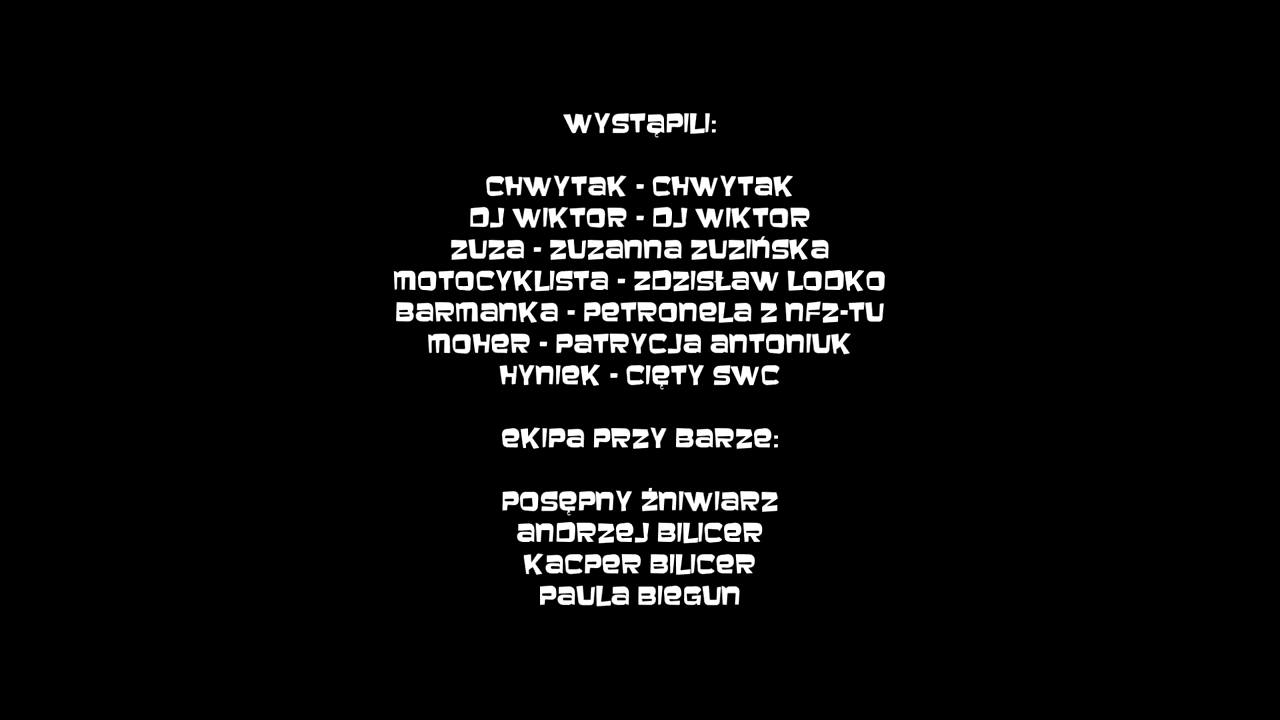 WYSTĄPILI:
CHWYTAK - CHWYTAK
DJ WIKTOR - DJ WIKTOR
ZUZA - ZUZANNA ZUZIŃSKA
MOTOCYKLISTA - ZDZISŁAW LODKO
BARMANKA - PETRONELA Z NFZ-TU
MOHER - PATRYCJA ANTONIUK
HYNIEK - CIĘTY SWC
EKIPA PRZY BARZE:
POSĘPNY ŻNIWIARZ
ANDRZEJ BILICER
KACPER BILICER
PAULA BIEGUN